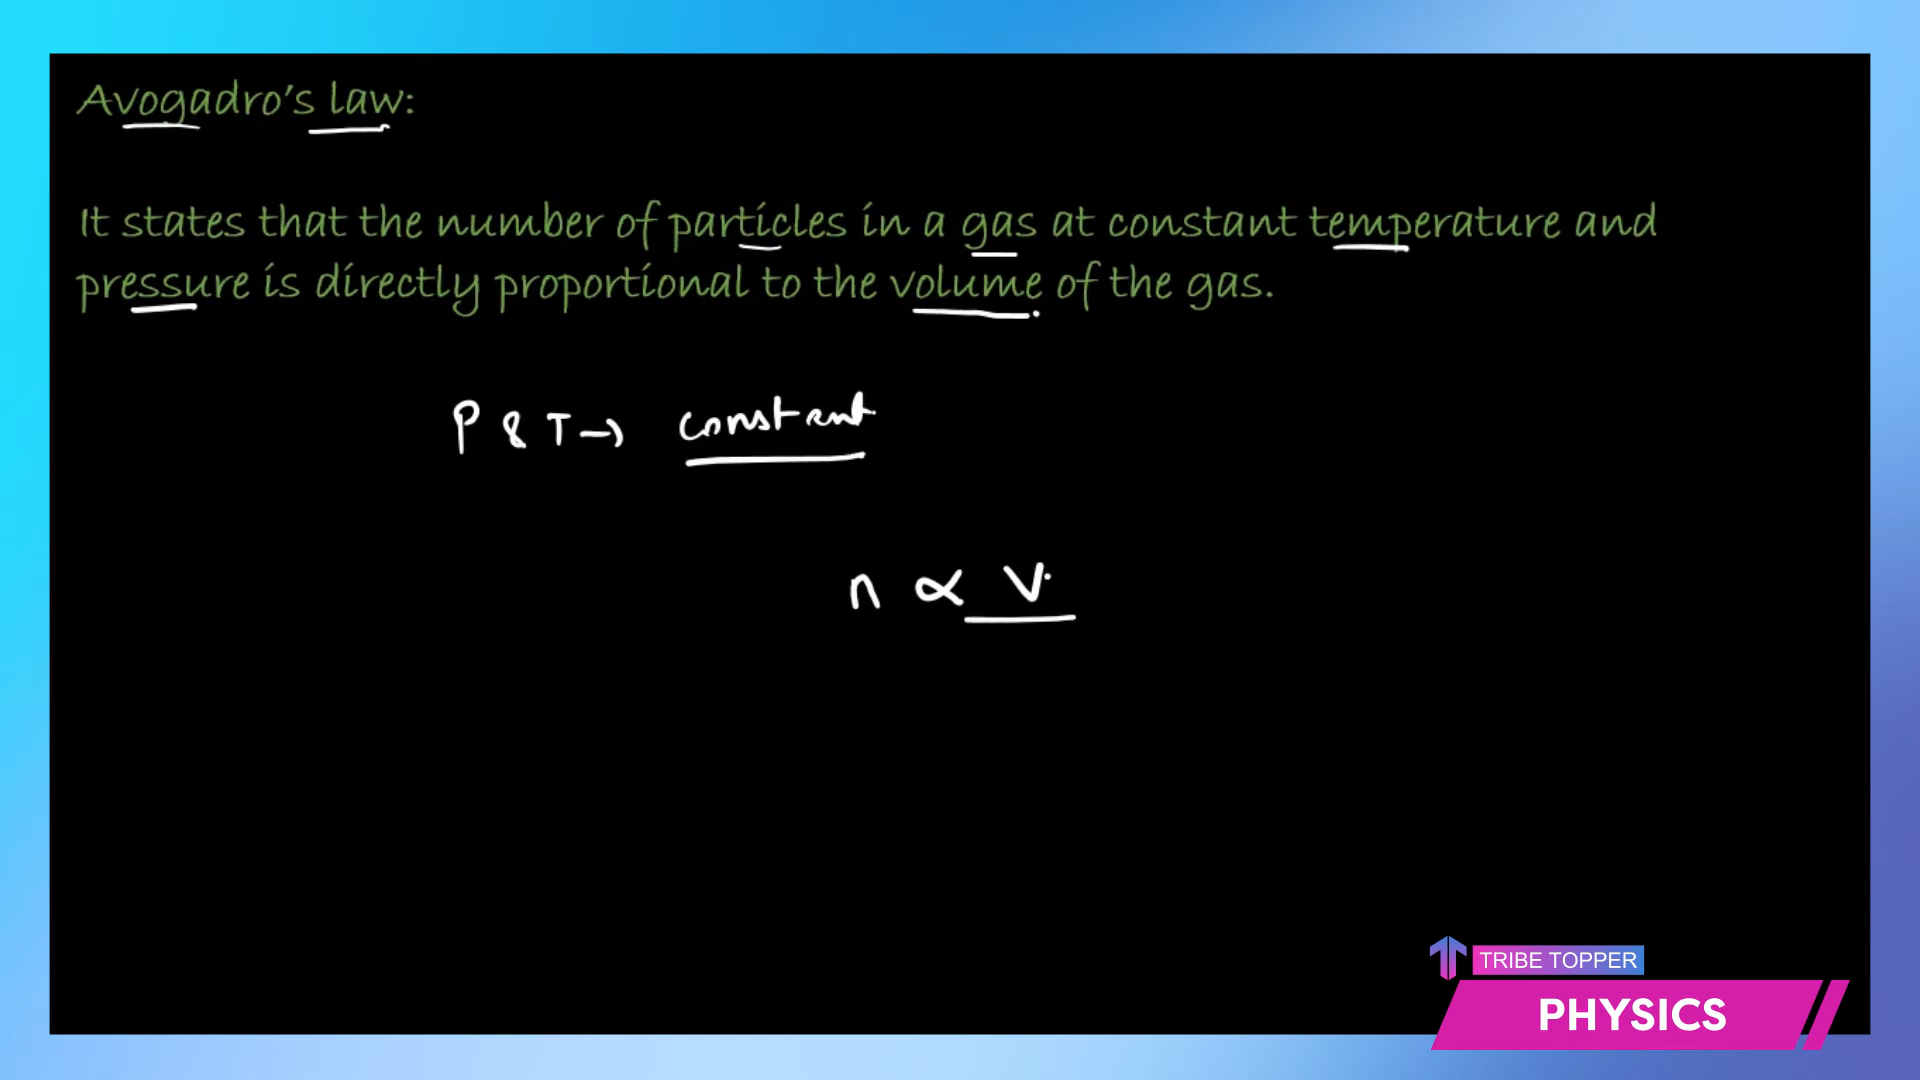 Avogadro's law:
It states that the number of particles in a gas at constant temperature and
pressure is directly proportional to the volume of the gas.
P & T → constant
n ∝ V
TRIBE TOPPER
PHYSICS